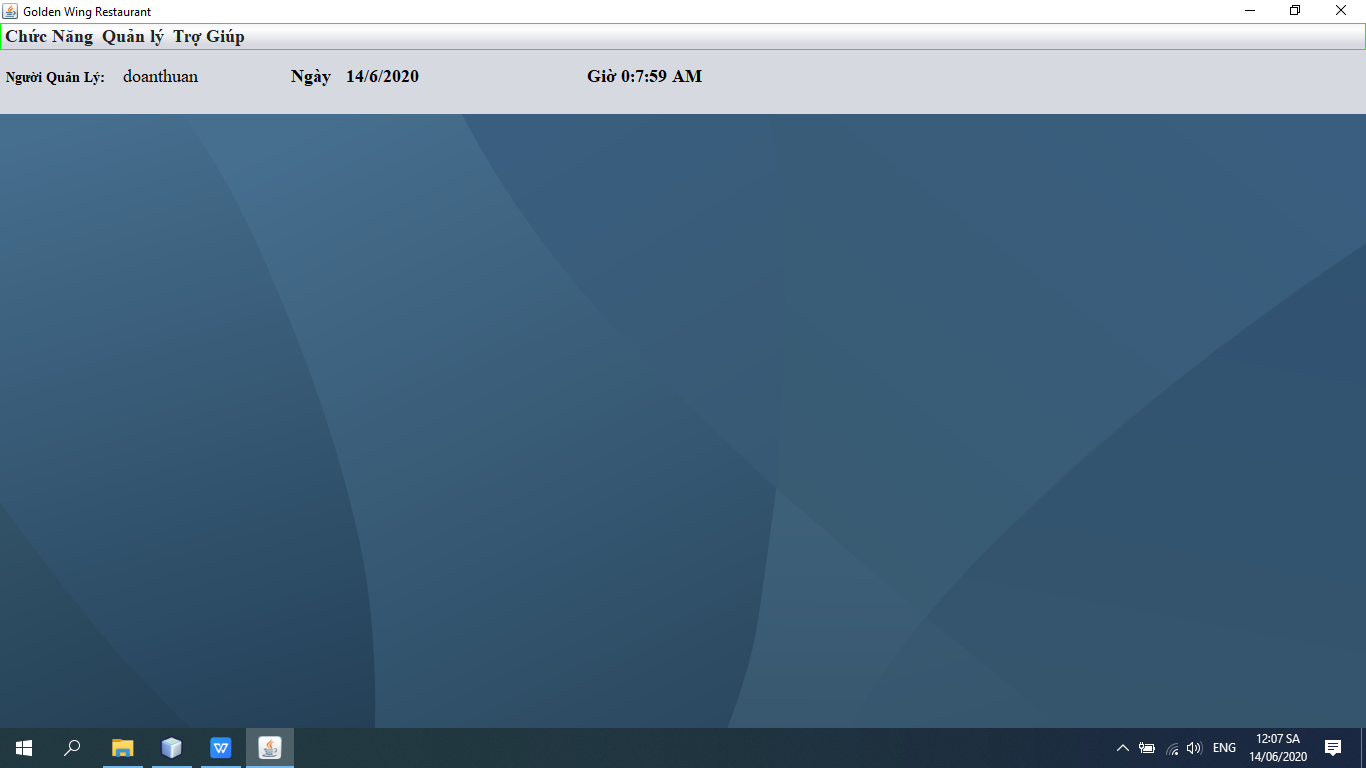 Golden Wing Restaurant
Chức Năng Quản lý Trợ Giúp
Người Quản Lý: doanthuan Ngày 14/6/2020 Giờ 0:7:59 AM
W
ENG 12:07 SA
14/06/2020